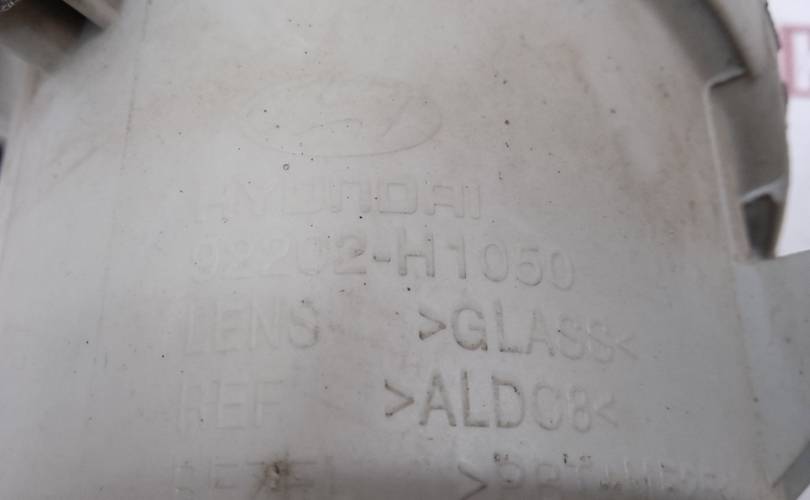 HYUNDAI
92202-H1050
LENS >GLASS<
REF >ALDC8<